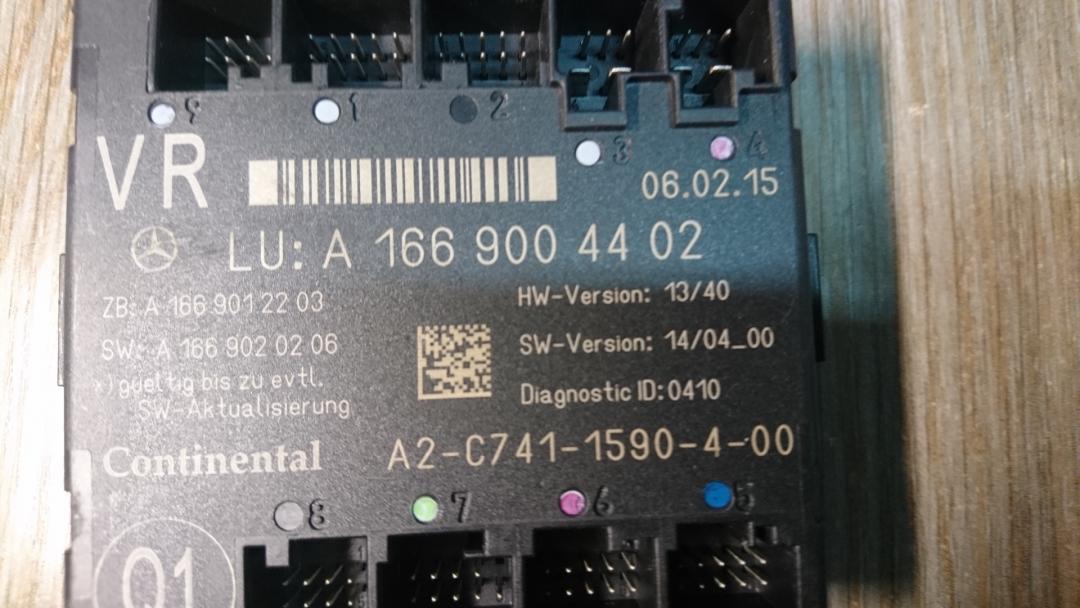 9 1 2
3 4
VR
06.02.15
LU: A 166 900 44 02
ZB: A 166 901 22 03
HW-Version: 13/40
SW: A 166 902 02 06
SW-Version: 14/04_00
*) gueltig bis zu evtl.
SW-Aktualisierung
Diagnostic ID: 0410
Continental
A2-C741-1590-4-00
8 7 6 5
Q1